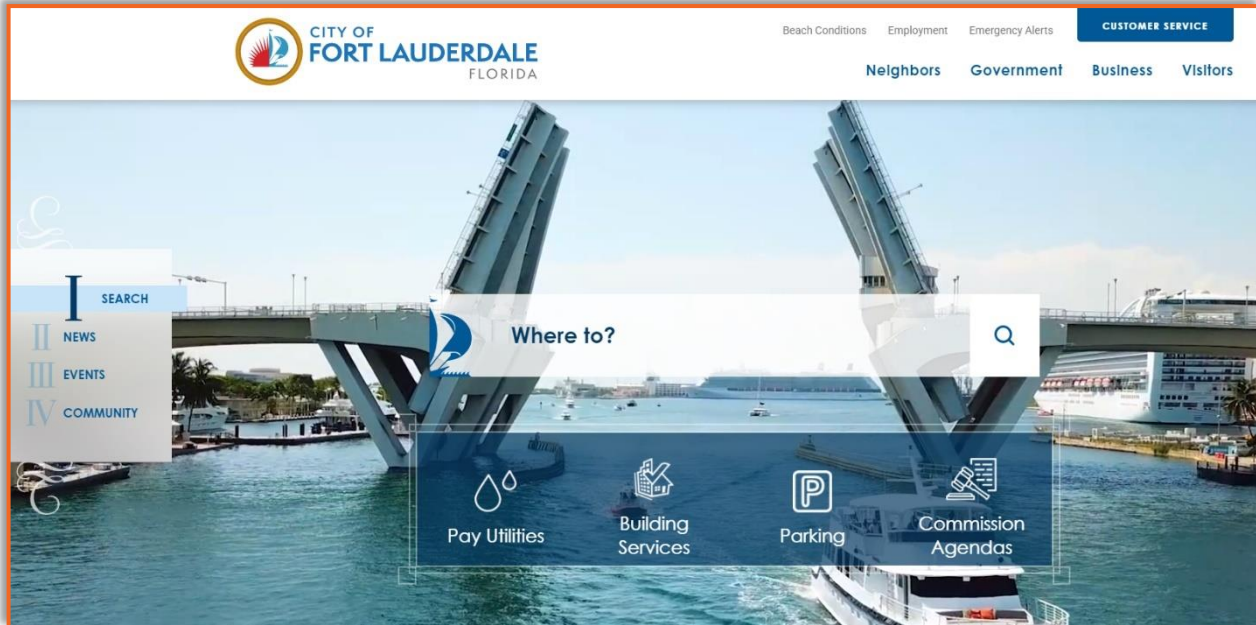 CITY OF
FORT LAUDERDALE
FLORIDA
Beach Conditions Employment Emergency Alerts CUSTOMER SERVICE
Neighbors Government Business Visitors
I SEARCH
II NEWS
III EVENTS
IV COMMUNITY
Where to?
Pay Utilities
Building
Services
P
Parking
Commission
Agendas